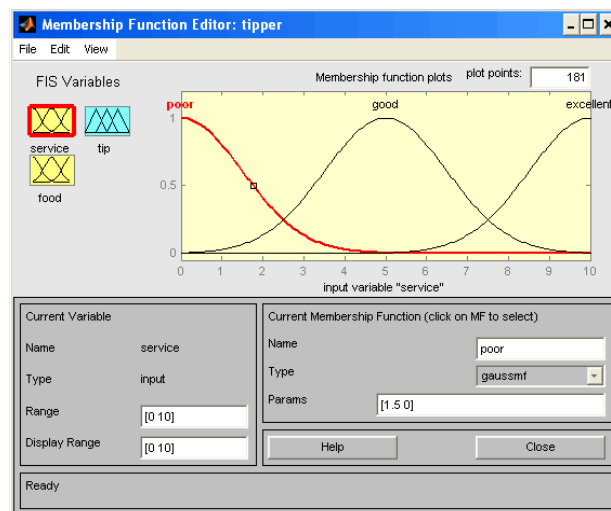 Membership Function Editor: tipper
File Edit View
FIS Variables
Membership function plots plot points: 181
service tip
food
poor good excellent
1
0.5
0
0 1 2 3 4 5 6 7 8 9 10
input variable "service"
Current Variable
Name service
Type input
Range [0 10]
Display Range [0 10]
Current Membership Function (click on MF to select)
Name poor
Type gaussmf
Params [1.5 0]
Help Close
Ready